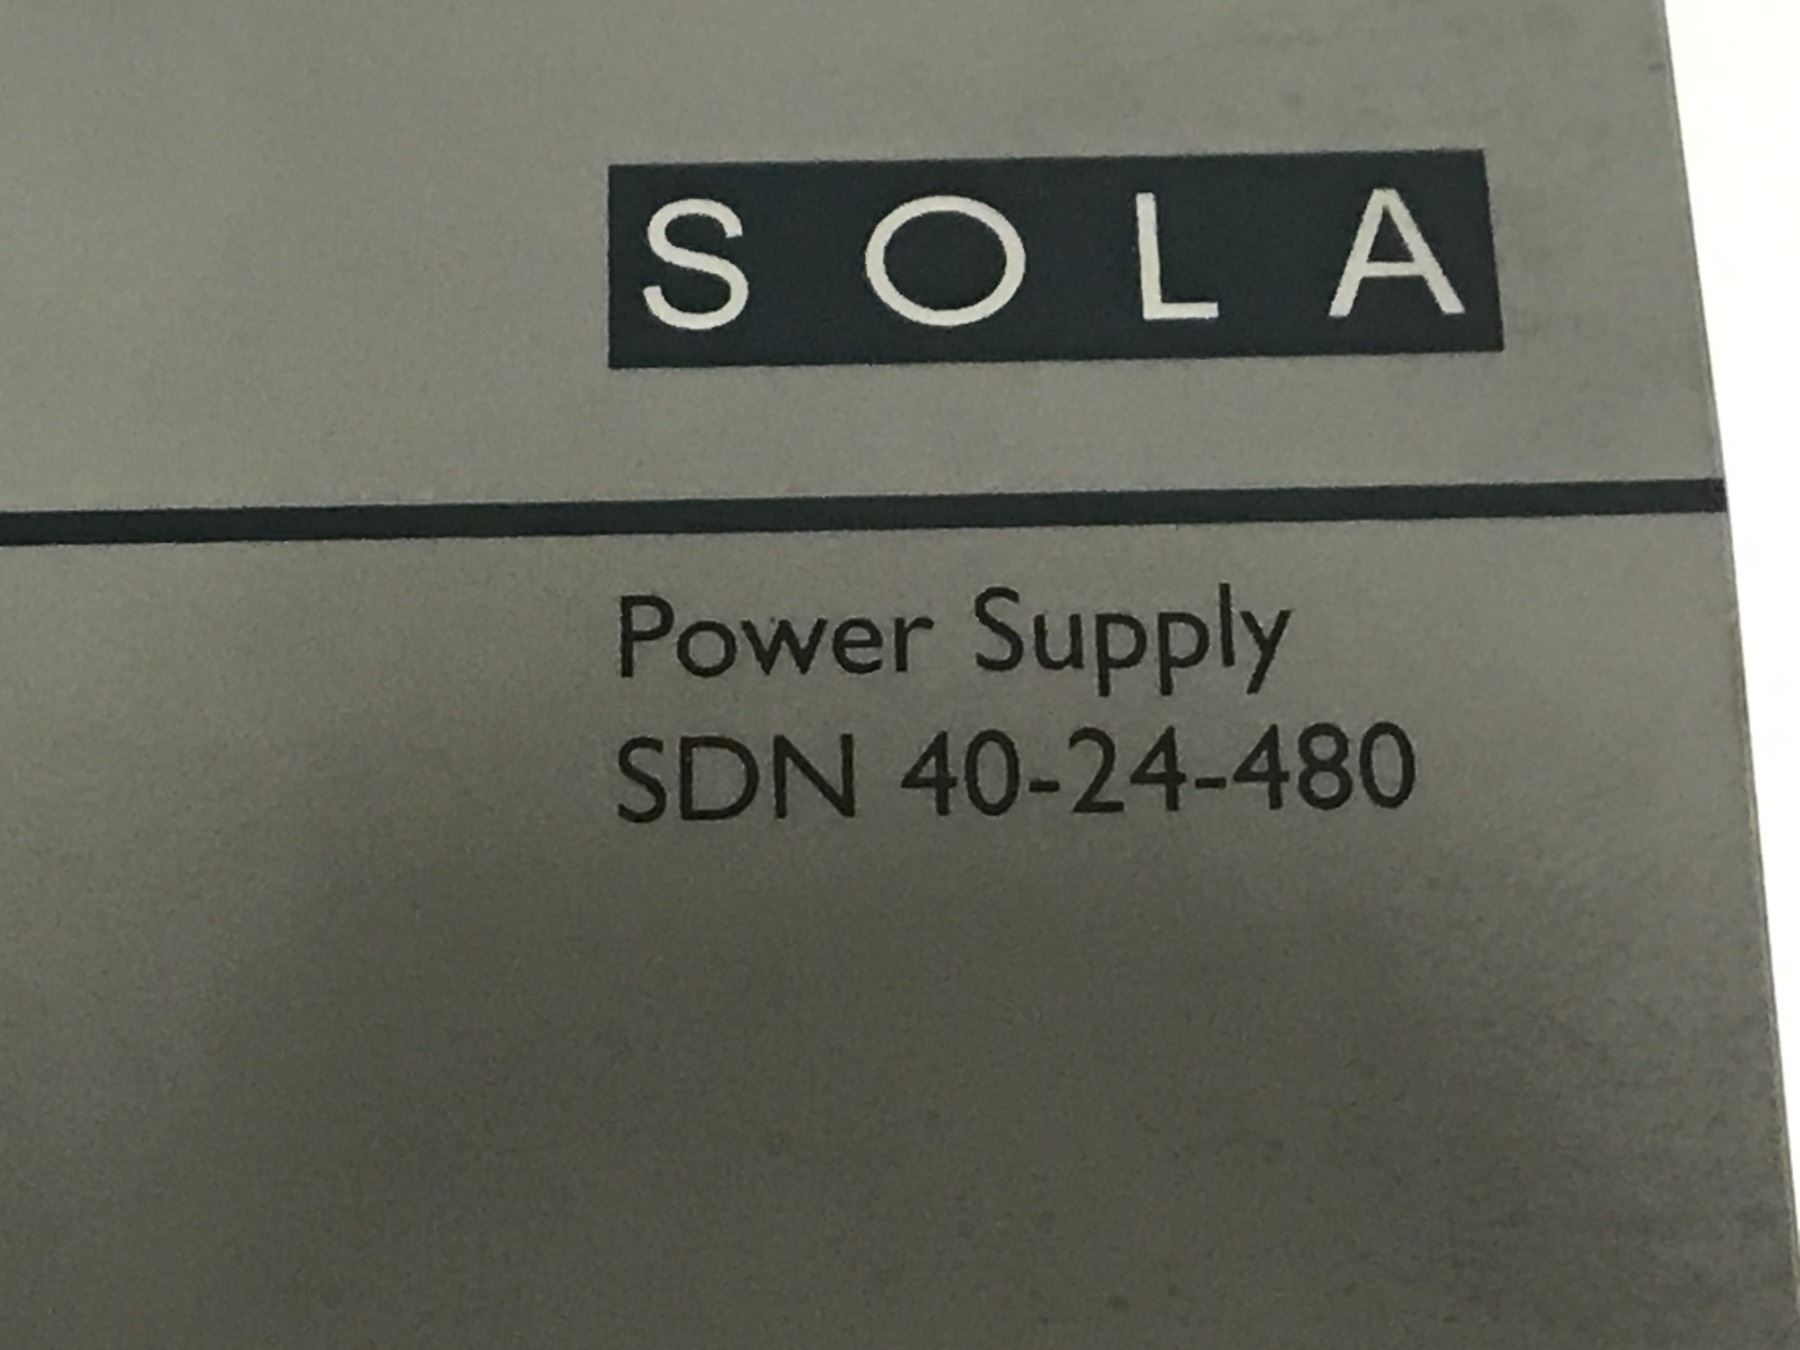 SOLA
Power Supply
SDN 40-24-480